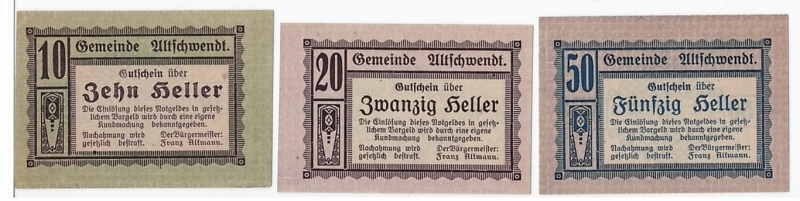 10
Gemeinde Altschwendt.
Gutschein über
Zehn Heller
Die Einlösung dieses Notgeldes in gesetz-
lichem Bargeld wird durch eine eigene
Kundmachung bekanntgegeben.
Nachahmung wird
gesetzlich bestraft.
Der Bürgermeister:
Franz Altmann.
20
Gemeinde Altschwendt.
Gutschein über
Zwanzig Heller
Die Einlösung dieses Notgeldes in gesetz-
lichem Bargeld wird durch eine eigene
Kundmachung bekanntgegeben.
Nachahmung wird
gesetzlich bestraft.
Der Bürgermeister:
Franz Altmann.
50
Gemeinde Altschwendt.
Gutschein über
Fünfzig Heller
Die Einlösung dieses Notgeldes in gesetz-
lichem Bargeld wird durch eine eigene
Kundmachung bekanntgegeben.
Nachahmung wird
gesetzlich bestraft.
Der Bürgermeister:
Franz Altmann.